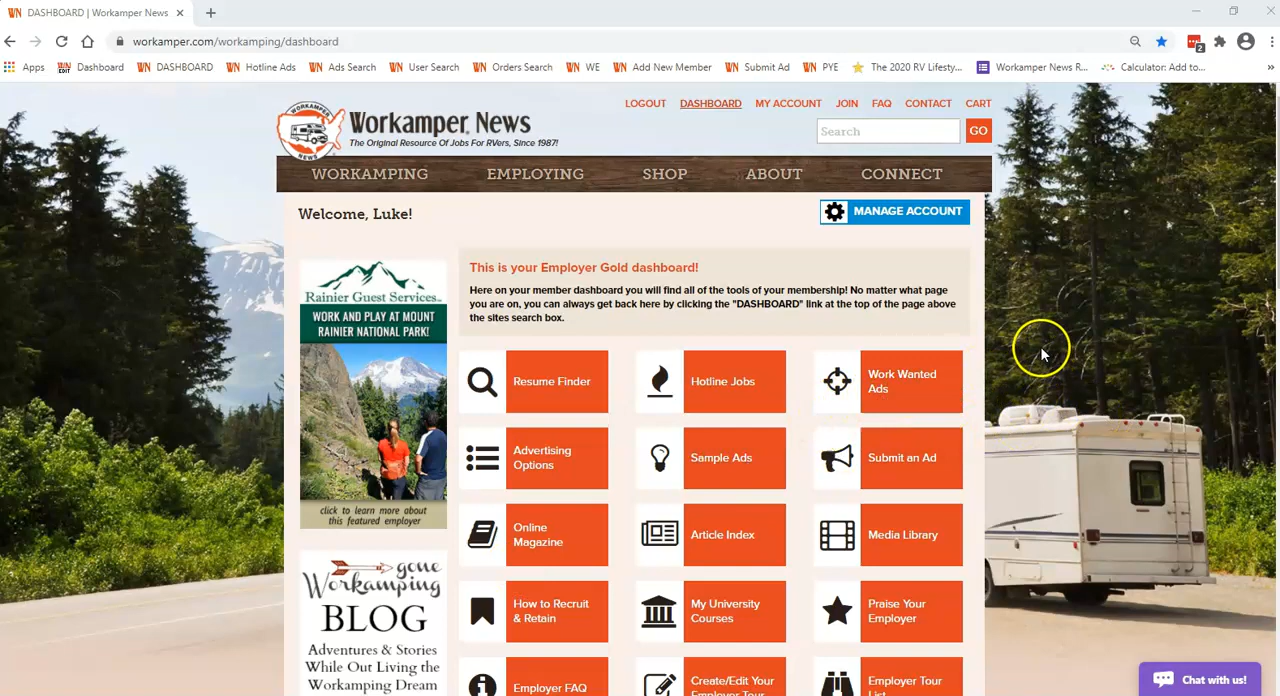 DASHBOARD | Workamper News
workamper.com/workamping/dashboard
Apps Dashboard DASHBOARD Hotline Ads Ads Search User Search Orders Search WE Add New Member Submit Ad PYE The 2020 RV Lifesty... Workamper News R... Calculator: Add to... »
LOGOUT DASHBOARD MY ACCOUNT JOIN FAQ CONTACT CART
WORKAMPER
NEWS
Workamper News
The Original Resource Of Jobs For RVers, Since 1987!
Search GO
WORKAMPING EMPLOYING SHOP ABOUT CONNECT
Welcome, Luke!
MANAGE ACCOUNT
Rainier Guest Services
WORK AND PLAY AT MOUNT
RAINIER NATIONAL PARK!
click to learn more about
this featured employer
gone
Workamping
BLOG
Adventures & Stories
While Out Living the
Workamping Dream
This is your Employer Gold dashboard!
Here on your member dashboard you will find all of the tools of your membership! No matter what page
you are on, you can always get back here by clicking the "DASHBOARD" link at the top of the page above
the sites search box.
Resume Finder
Hotline Jobs
Work Wanted
Ads
Advertising
Options
Sample Ads
Submit an Ad
Online
Magazine
Article Index
Media Library
How to Recruit
& Retain
My University
Courses
Praise Your
Employer
Employer FAQ
Create/Edit Your
Employer Tour
Employer Tour
List
Chat with us!
2